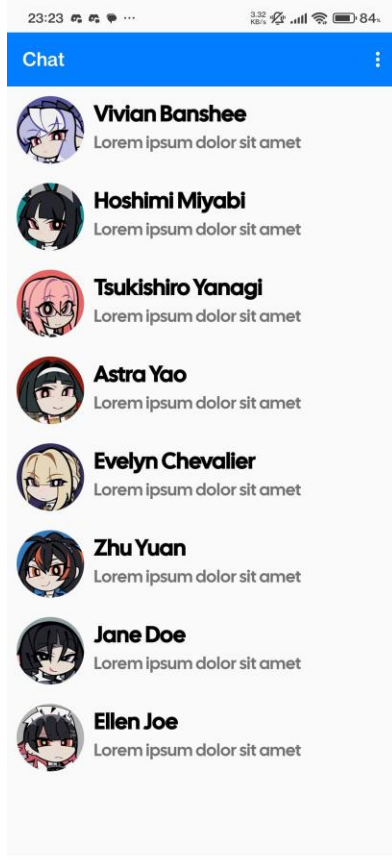 23:23 ··· 3.32 KB/s 84%
Chat
Vivian Banshee
Lorem ipsum dolor sit amet
Hoshimi Miyabi
Lorem ipsum dolor sit amet
Tsukishiro Yanagi
Lorem ipsum dolor sit amet
Astra Yao
Lorem ipsum dolor sit amet
Evelyn Chevalier
Lorem ipsum dolor sit amet
Zhu Yuan
Lorem ipsum dolor sit amet
Jane Doe
Lorem ipsum dolor sit amet
Ellen Joe
Lorem ipsum dolor sit amet